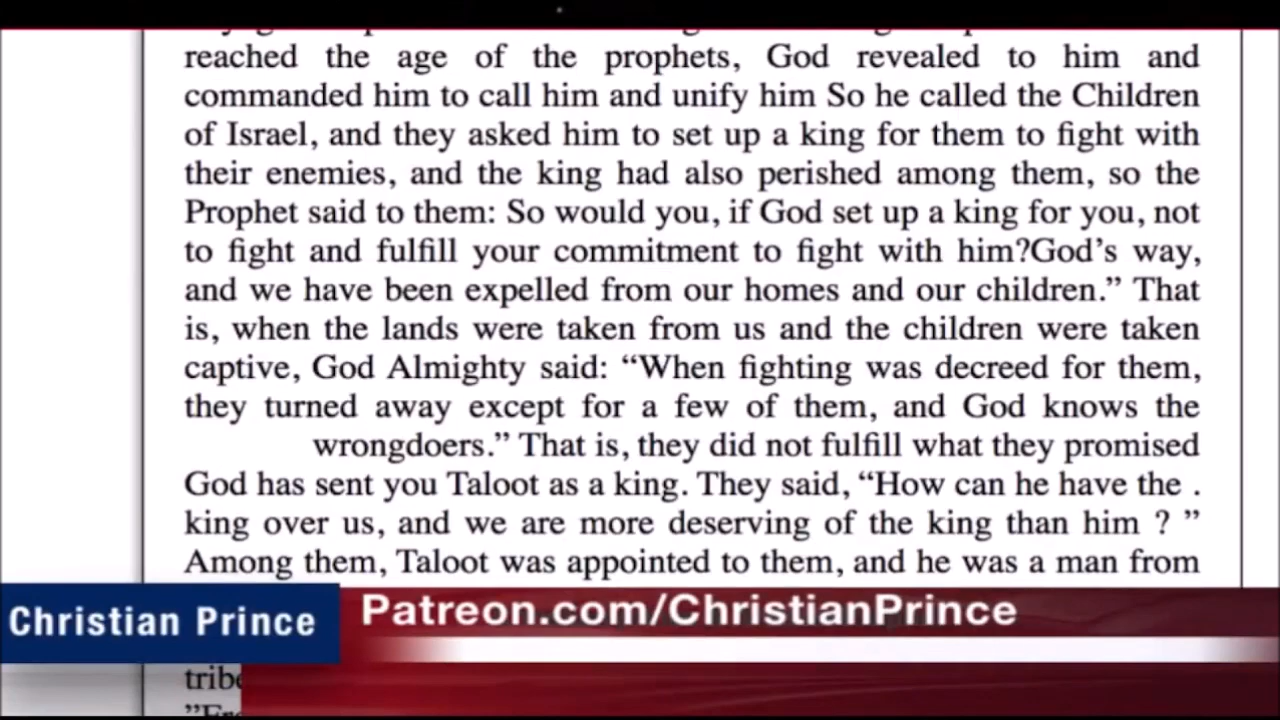 reached the age of the prophets, God revealed to him and
commanded him to call him and unify him So he called the Children
of Israel, and they asked him to set up a king for them to fight with
their enemies, and the king had also perished among them, so the
Prophet said to them: So would you, if God set up a king for you, not
to fight and fulfill your commitment to fight with him?God's way,
and we have been expelled from our homes and our children.” That
is, when the lands were taken from us and the children were taken
captive, God Almighty said: “When fighting was decreed for them,
they turned away except for a few of them, and God knows the
wrongdoers.” That is, they did not fulfill what they promised
God has sent you Taloot as a king. They said, “How can he have the .
king over us, and we are more deserving of the king than him ? ”
Among them, Taloot was appointed to them, and he was a man from
Christian Prince
Patreon.com/ChristianPrince